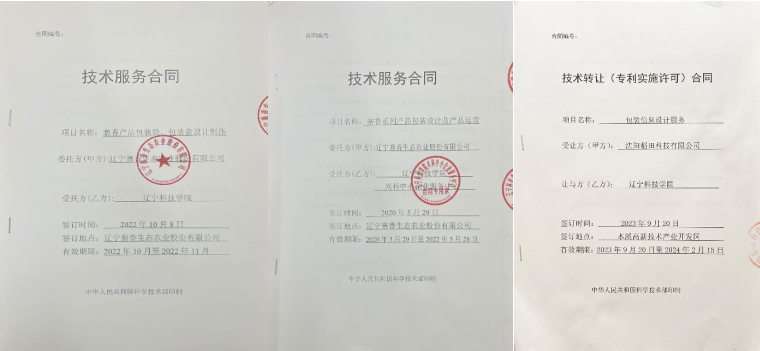 合同编号：
技术服务合同
项目名称：寨香产品包装袋、包装盒设计制作
委托方(甲方)：辽宁寨香生态农业股份有限公司
受托方(乙方)：辽宁科技学院
签订时间：2022 年 10 月 8 日
签订地点：辽宁寨香生态农业股份有限公司
有效期限：2022 年 10 月至 2022 年 11 月
中华人民共和国科学技术部印制
合同编号：
技术服务合同
项目名称：寨香系列产品包装设计及产品运营
委托方(甲方)：辽宁寨香生态农业股份有限公司
受托方(乙方)：辽宁科技学院
签订时间：2020 年 5 月 29 日
签订地点：辽宁寨香生态农业股份有限公司
有效期限：2020 年 5 月 29 日至 2022 年 5 月 28 日
中华人民共和国科学技术部印制
合同编号：
技术转让（专利实施许可）合同
项目名称：包装信息设计服务
受让方（甲方）：沈阳稻田科技有限公司
让与方（乙方）：辽宁科技学院
签订时间：2023 年 9 月 20 日
签订地点：本溪高新技术产业开发区
有效期限：2023 年 9 月 20 日至 2024 年 2 月 15 日
中华人民共和国科学技术部印制